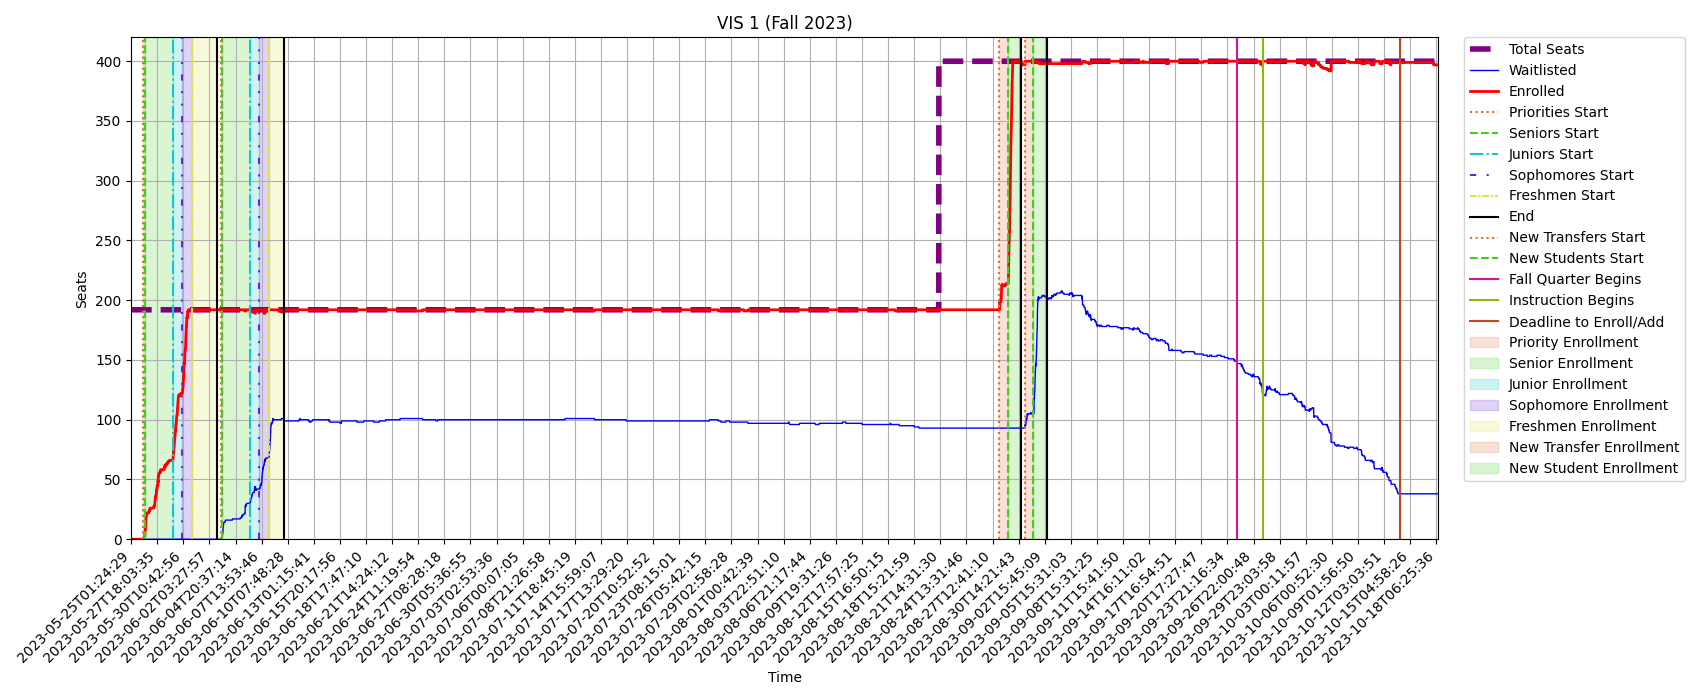 VIS 1 (Fall 2023)
Seats
400
350
300
250
200
150
100
50
0
2023-05-25T01:24:29
2023-05-27T18:03:35
2023-05-30T10:42:56
2023-06-02T03:27:57
2023-06-04T20:37:14
2023-06-07T13:53:46
2023-06-10T07:48:28
2023-06-13T01:15:41
2023-06-15T20:17:56
2023-06-18T17:47:10
2023-06-21T14:24:12
2023-06-24T11:19:54
2023-06-27T08:28:18
2023-06-30T05:36:55
2023-07-03T02:53:36
2023-07-06T00:07:05
2023-07-08T21:26:58
2023-07-11T18:45:19
2023-07-14T15:59:07
2023-07-17T13:29:20
2023-07-20T10:52:52
2023-07-23T08:15:01
2023-07-26T05:42:15
2023-07-29T02:58:28
2023-08-01T00:42:39
2023-08-03T22:51:10
2023-08-06T21:17:44
2023-08-09T19:31:26
2023-08-12T17:57:25
2023-08-15T16:50:15
2023-08-18T15:21:59
2023-08-21T14:31:30
2023-08-24T13:31:46
2023-08-27T12:41:10
2023-08-30T14:21:43
2023-09-02T15:45:09
2023-09-05T15:31:03
2023-09-08T15:31:25
2023-09-11T15:41:50
2023-09-14T16:11:02
2023-09-17T16:54:51
2023-09-20T17:27:47
2023-09-23T21:16:34
2023-09-26T22:00:48
2023-09-29T23:03:58
2023-10-03T00:11:57
2023-10-06T00:52:30
2023-10-09T01:56:50
2023-10-12T03:03:51
2023-10-15T04:58:26
2023-10-18T06:25:36
Time
Total Seats
Waitlisted
Enrolled
Priorities Start
Seniors Start
Juniors Start
Sophomores Start
Freshmen Start
End
New Transfers Start
New Students Start
Fall Quarter Begins
Instruction Begins
Deadline to Enroll/Add
Priority Enrollment
Senior Enrollment
Junior Enrollment
Sophomore Enrollment
Freshmen Enrollment
New Transfer Enrollment
New Student Enrollment